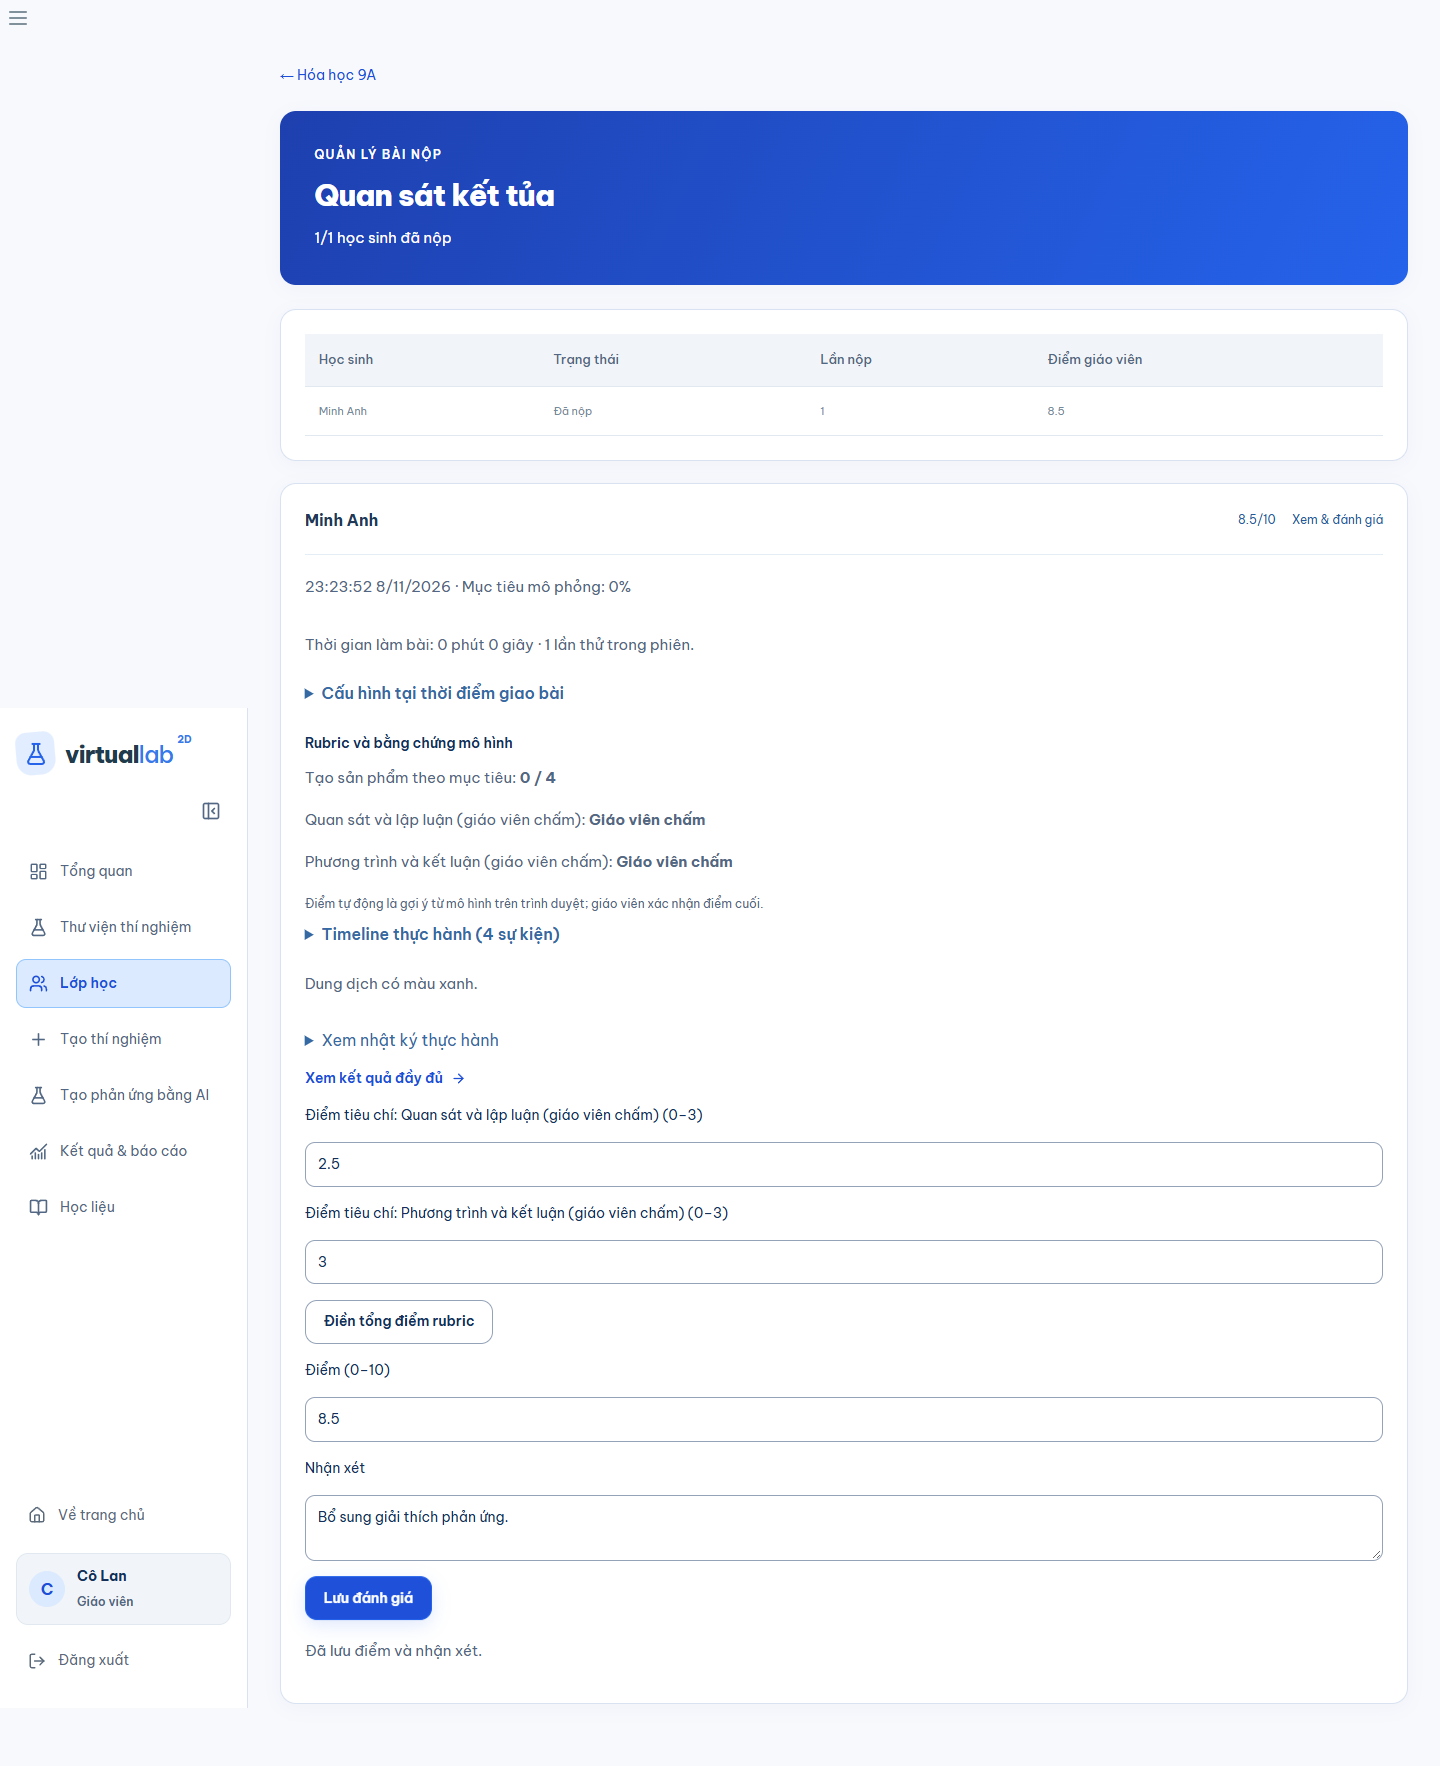 ← Hóa học 9A
QUẢN LÝ BÀI NỘP
Quan sát kết tủa
1/1 học sinh đã nộp
Học sinh Trạng thái Lần nộp Điểm giáo viên
Minh Anh Đã nộp 1 8.5
Minh Anh 8.5/10 Xem & đánh giá
23:23:52 8/11/2026 · Mục tiêu mô phỏng: 0%
Thời gian làm bài: 0 phút 0 giây · 1 lần thử trong phiên.
Cấu hình tại thời điểm giao bài
Rubric và bằng chứng mô hình
Tạo sản phẩm theo mục tiêu: 0 / 4
Quan sát và lập luận (giáo viên chấm): Giáo viên chấm
Phương trình và kết luận (giáo viên chấm): Giáo viên chấm
Điểm tự động là gợi ý từ mô hình trên trình duyệt; giáo viên xác nhận điểm cuối.
Timeline thực hành (4 sự kiện)
Dung dịch có màu xanh.
Xem nhật ký thực hành
Xem kết quả đầy đủ →
Điểm tiêu chí: Quan sát và lập luận (giáo viên chấm) (0–3)
2.5
Điểm tiêu chí: Phương trình và kết luận (giáo viên chấm) (0–3)
3
Điền tổng điểm rubric
Điểm (0–10)
8.5
Nhận xét
Bổ sung giải thích phản ứng.
Lưu đánh giá
Đã lưu điểm và nhận xét.
virtuallab 2D
Tổng quan
Thư viện thí nghiệm
Lớp học
Tạo thí nghiệm
Tạo phản ứng bằng AI
Kết quả & báo cáo
Học liệu
Về trang chủ
C
Cô Lan
Giáo viên
Đăng xuất